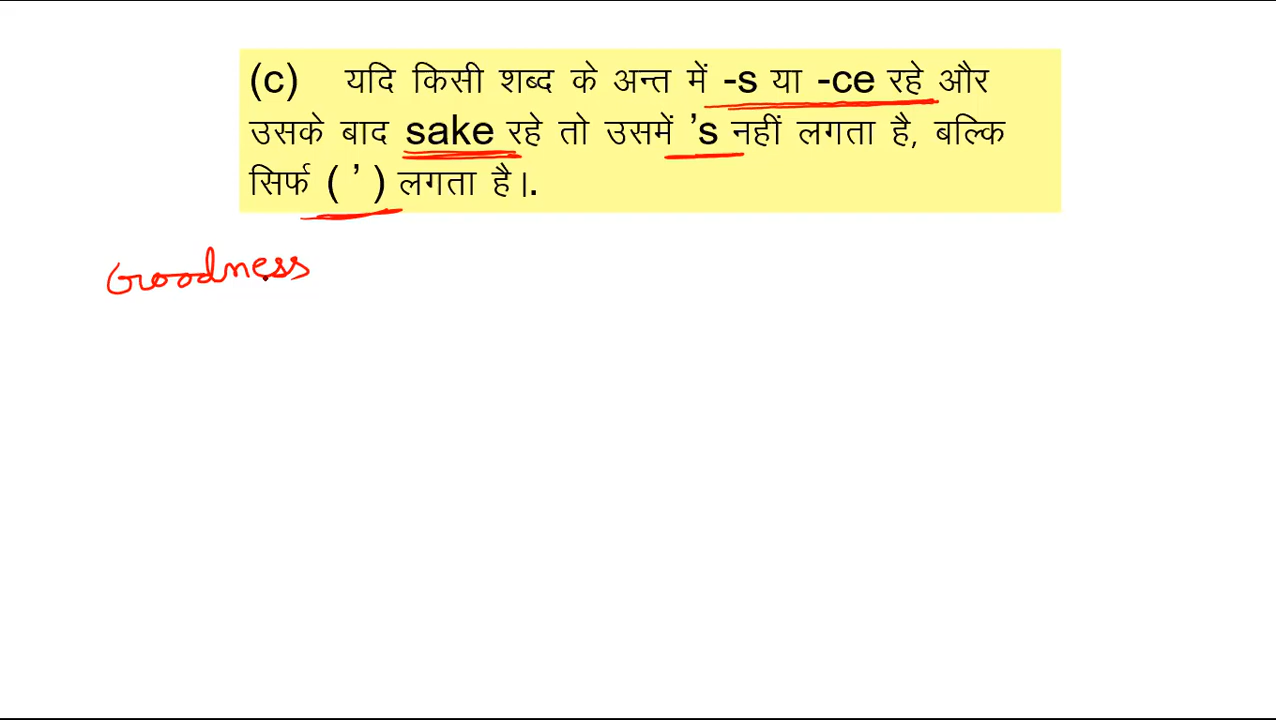 (c) यदि किसी शब्द के अन्त में -s या -ce रहे और
उसके बाद sake रहे तो उसमें ’s नहीं लगता है, बल्कि
सिर्फ ( ’ ) लगता है।.
Goodness